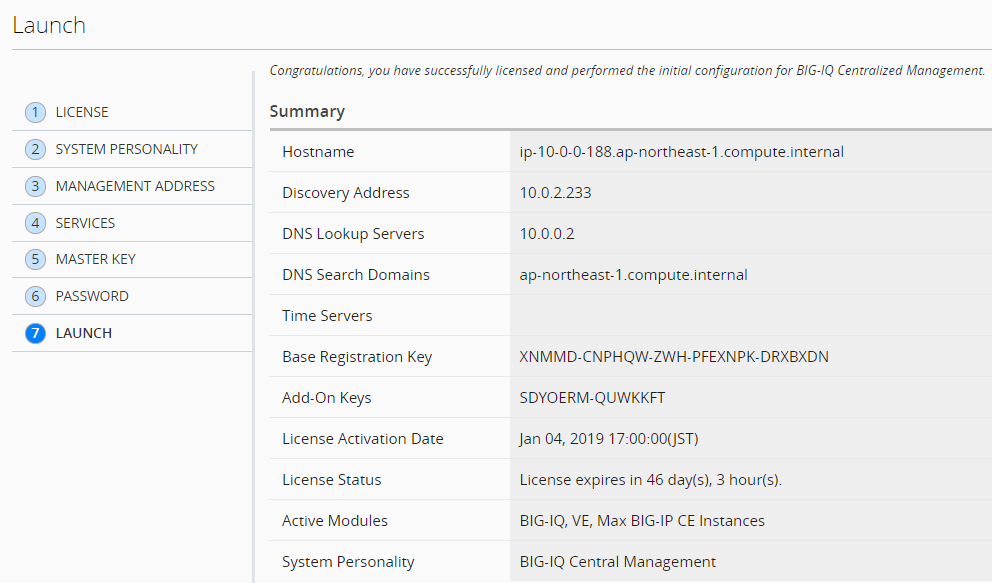 Launch
Congratulations, you have successfully licensed and performed the initial configuration for BIG-IQ Centralized Management.
1 LICENSE
2 SYSTEM PERSONALITY
3 MANAGEMENT ADDRESS
4 SERVICES
5 MASTER KEY
6 PASSWORD
7 LAUNCH
Summary
Hostname ip-10-0-0-188.ap-northeast-1.compute.internal
Discovery Address 10.0.2.233
DNS Lookup Servers 10.0.0.2
DNS Search Domains ap-northeast-1.compute.internal
Time Servers
Base Registration Key XNMMD-CNPHQW-ZWH-PFEXNPK-DRXBXDN
Add-On Keys SDYOERM-QUWKKFT
License Activation Date Jan 04, 2019 17:00:00(JST)
License Status License expires in 46 day(s), 3 hour(s).
Active Modules BIG-IQ, VE, Max BIG-IP CE Instances
System Personality BIG-IQ Central Management